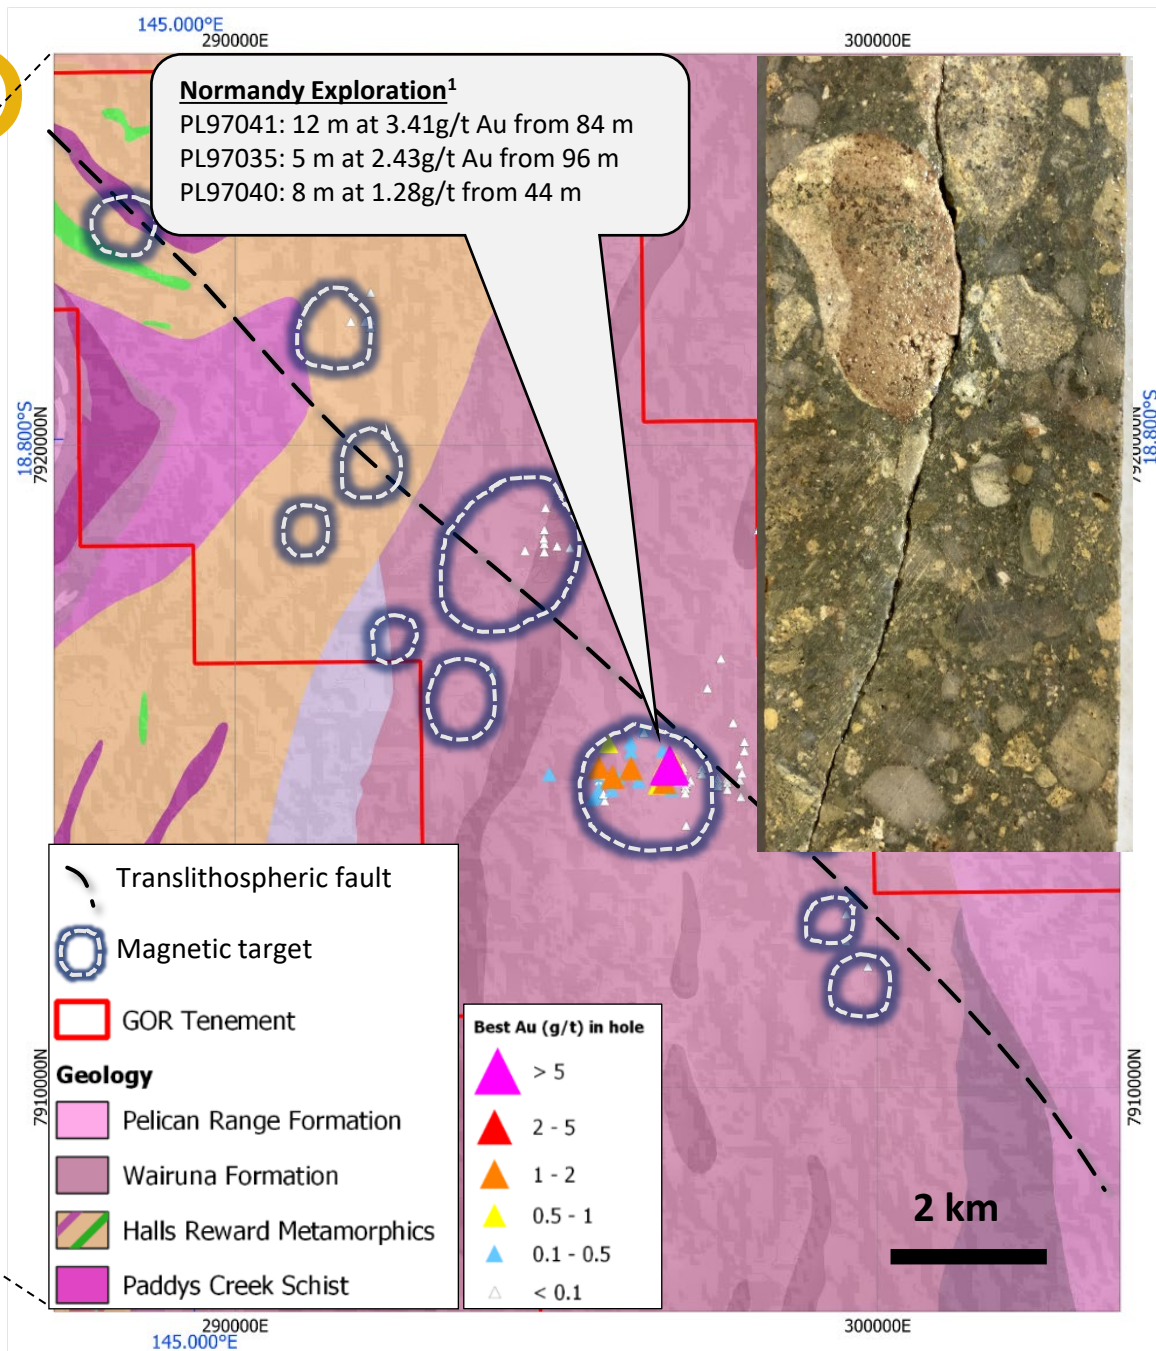 145.000°E
290000E
300000E
Normandy Exploration1
PL97041: 12 m at 3.41g/t Au from 84 m
PL97035: 5 m at 2.43g/t Au from 96 m
PL97040: 8 m at 1.28g/t from 44 m
18.800°S
7920000N
7920000N
18.800°S
Translithospheric fault
Magnetic target
GOR Tenement
Geology
Pelican Range Formation
Wairuna Formation
Halls Reward Metamorphics
Paddys Creek Schist
Best Au (g/t) in hole
> 5
2 - 5
1 - 2
0.5 - 1
0.1 - 0.5
< 0.1
2 km
7910000N
7910000N
290000E
145.000°E
300000E